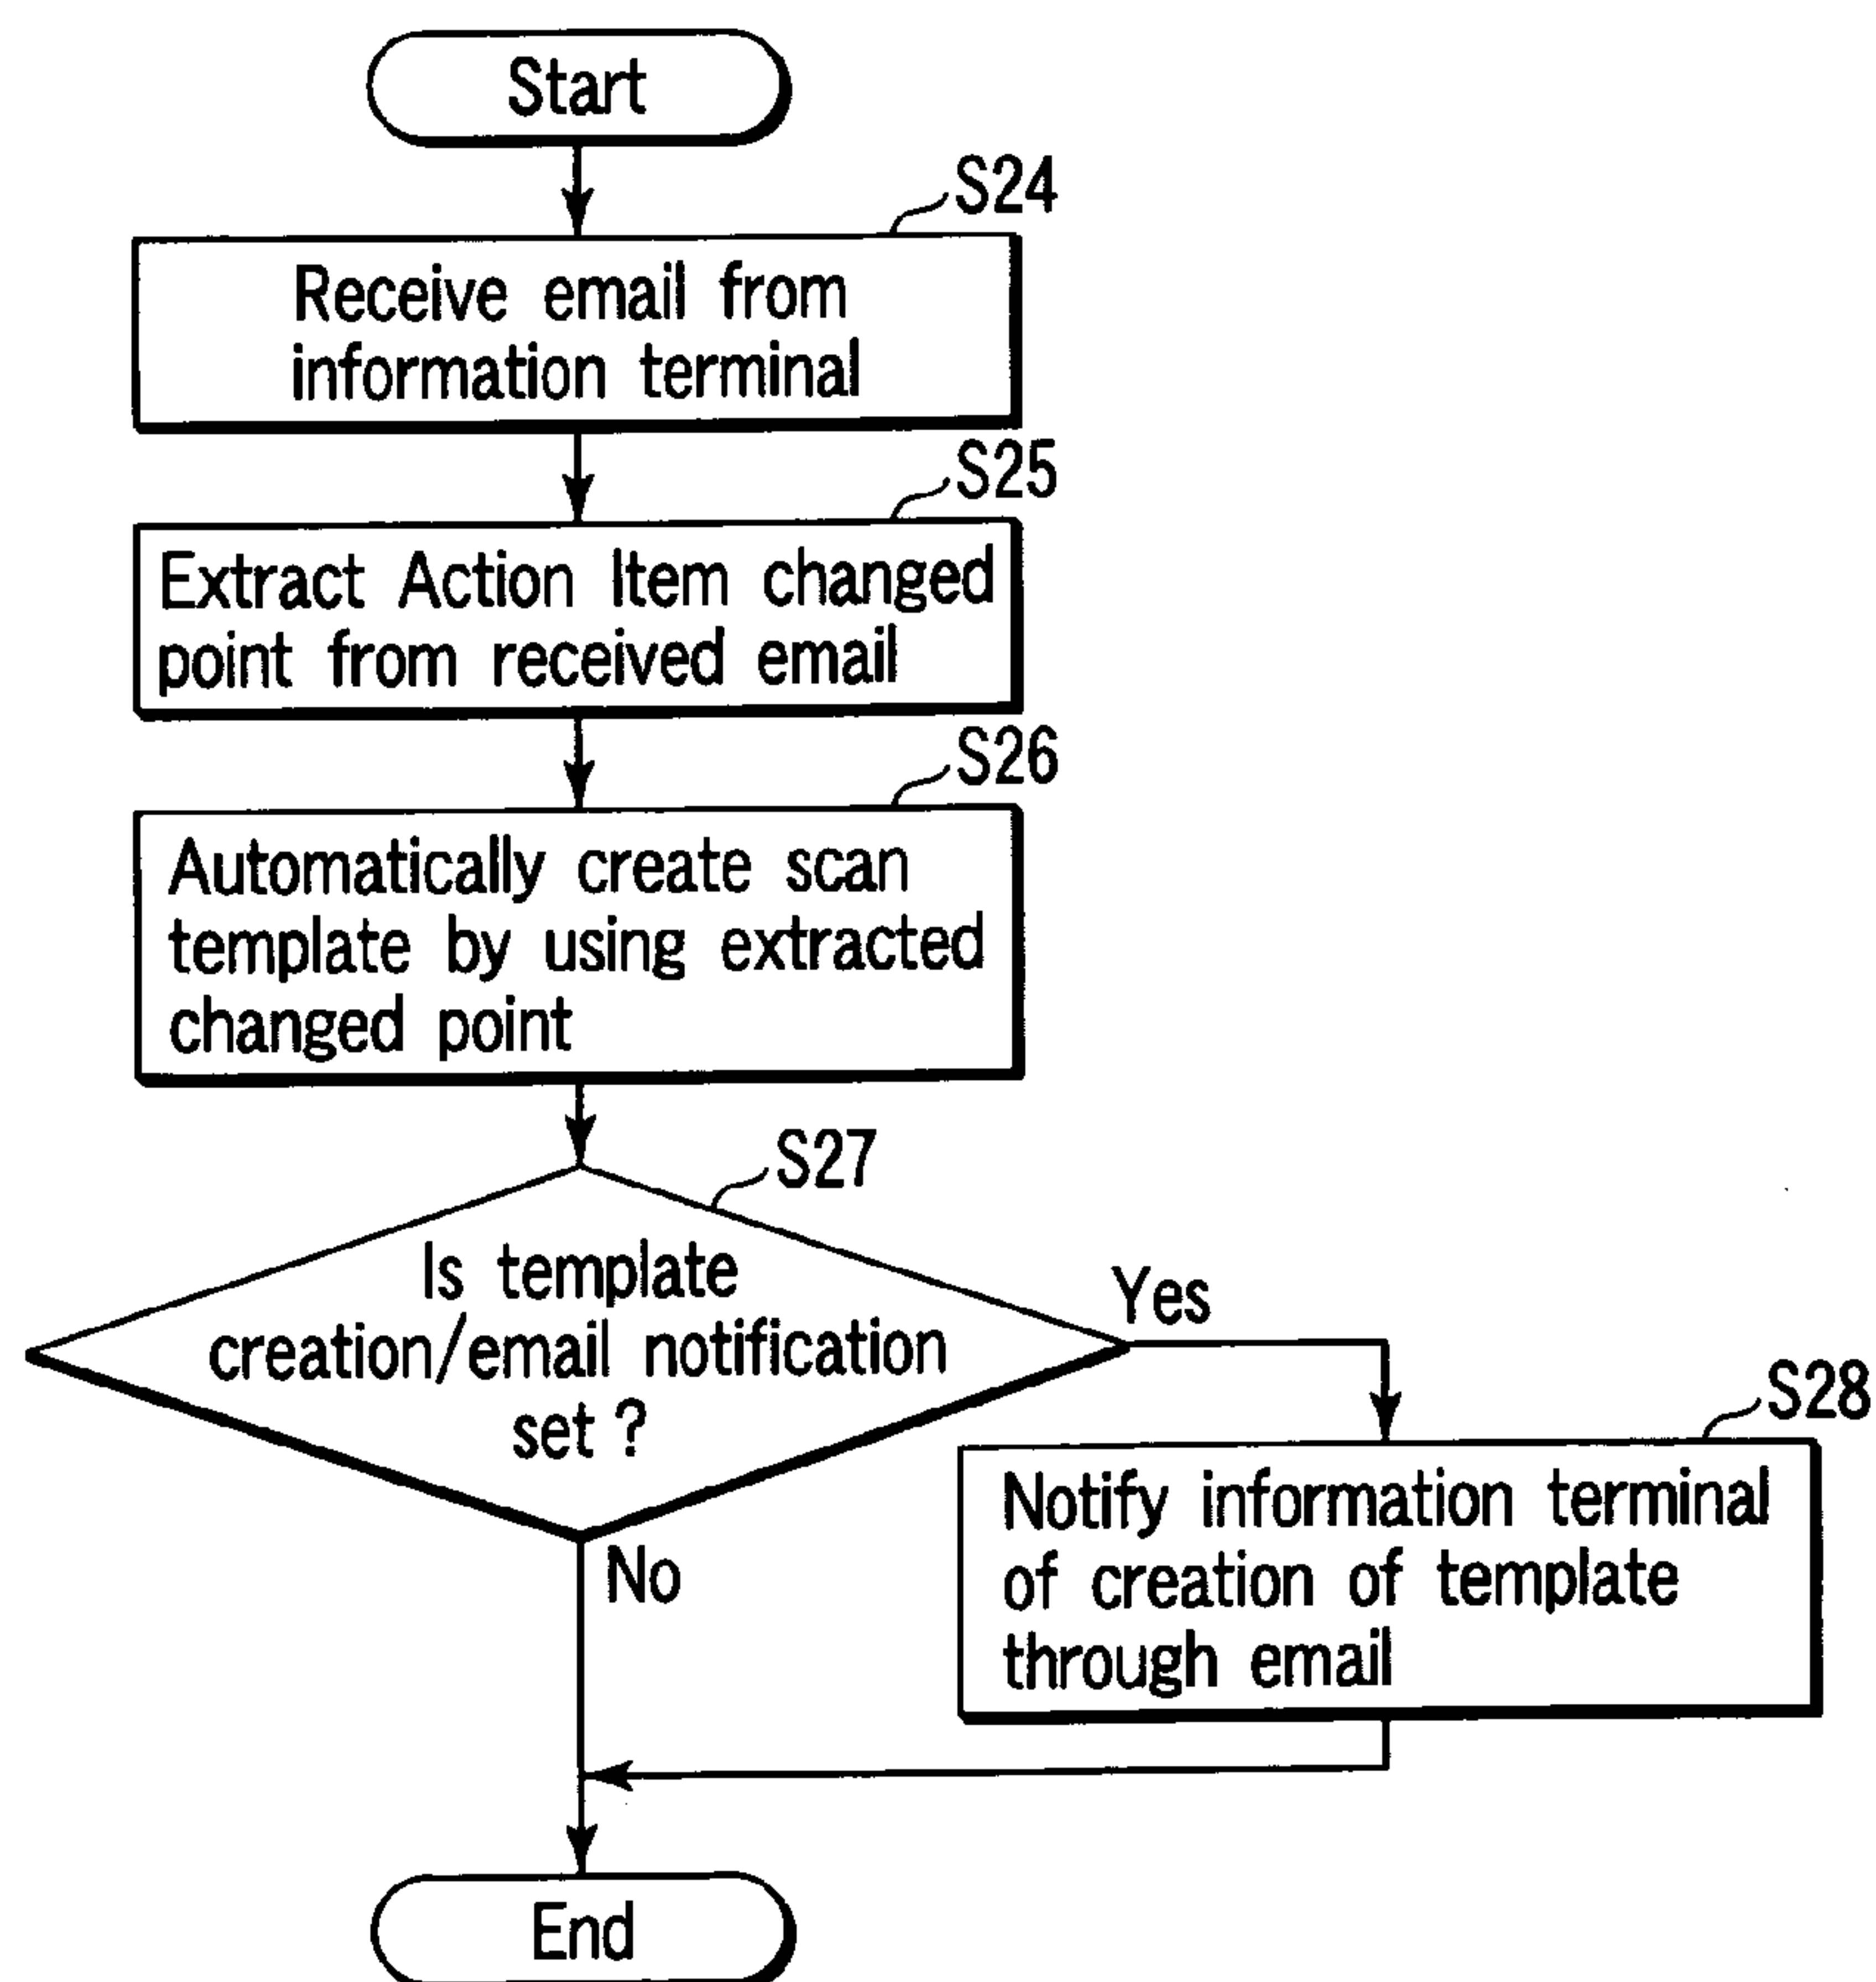 Start
S24
Receive email from
information terminal
S25
Extract Action Item changed
point from received email
S26
Automatically create scan
template by using extracted
changed point
S27
Is template
creation/email notification
set ?
Yes
S28
Notify information terminal
of creation of template
through email
No
End